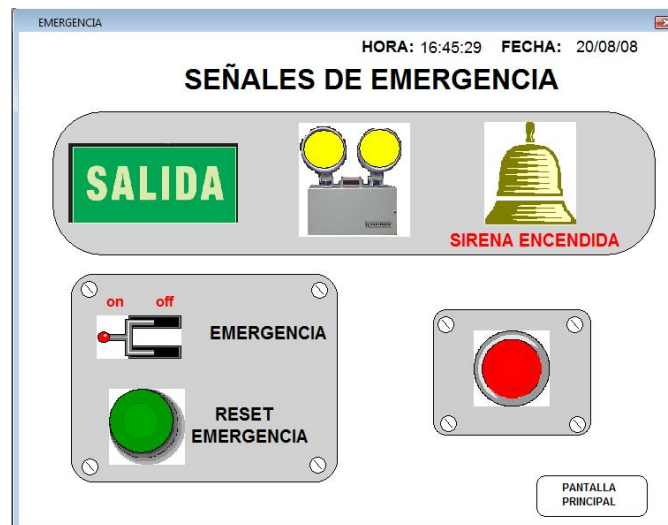 EMERGENCIA
HORA: 16:45:29 FECHA: 20/08/08
SEÑALES DE EMERGENCIA
SALIDA
SIRENA ENCENDIDA
on off
EMERGENCIA
RESET
EMERGENCIA
PANTALLA
PRINCIPAL